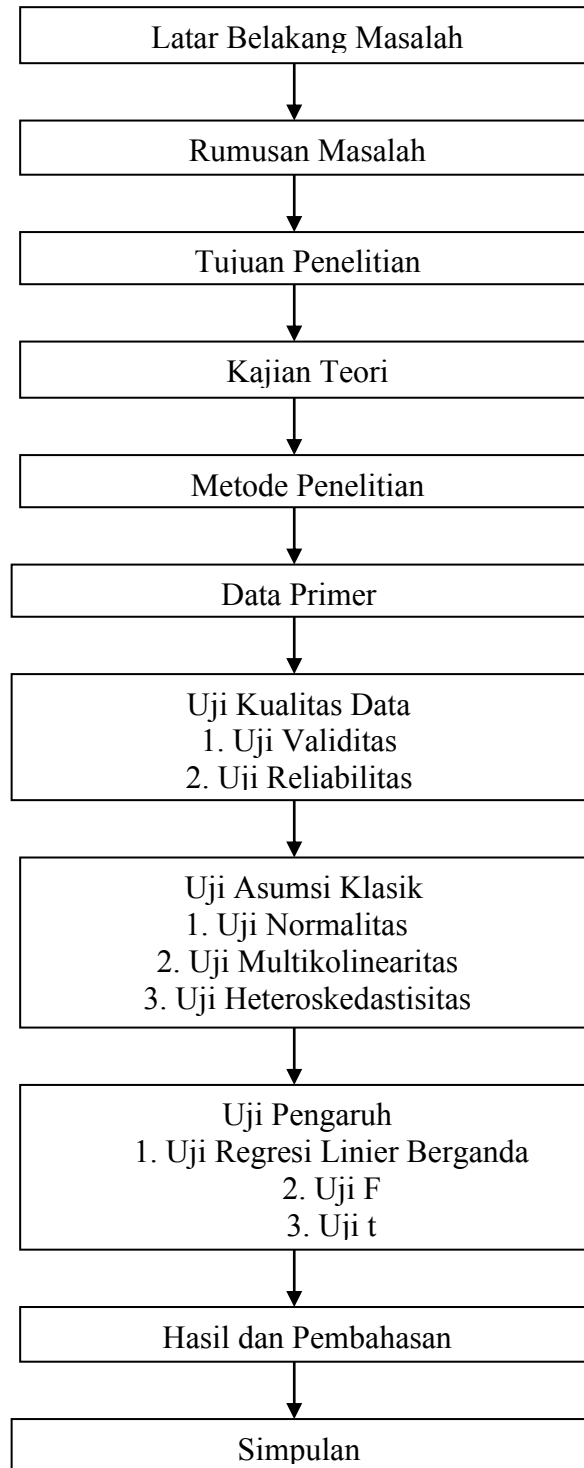 Latar Belakang Masalah
Rumusan Masalah
Tujuan Penelitian
Kajian Teori
Metode Penelitian
Data Primer
Uji Kualitas Data
1. Uji Validitas
2. Uji Reliabilitas
Uji Asumsi Klasik
1. Uji Normalitas
2. Uji Multikolinearitas
3. Uji Heteroskedastisitas
Uji Pengaruh
1. Uji Regresi Linier Berganda
2. Uji F
3. Uji t
Hasil dan Pembahasan
Simpulan